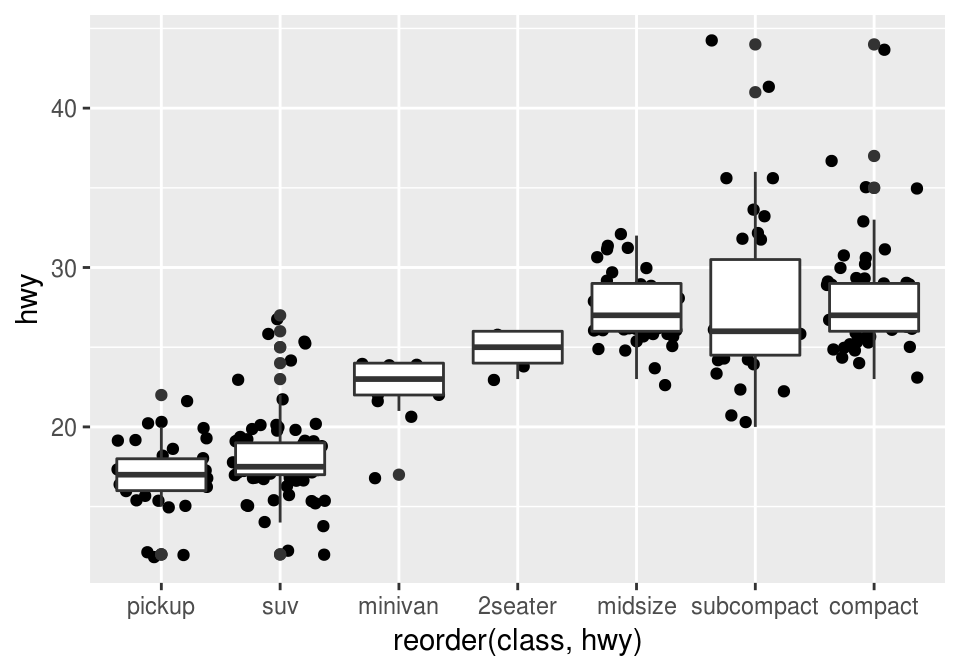 40
30
20
hwy
pickup suv minivan 2seater midsize subcompact compact
reorder(class, hwy)